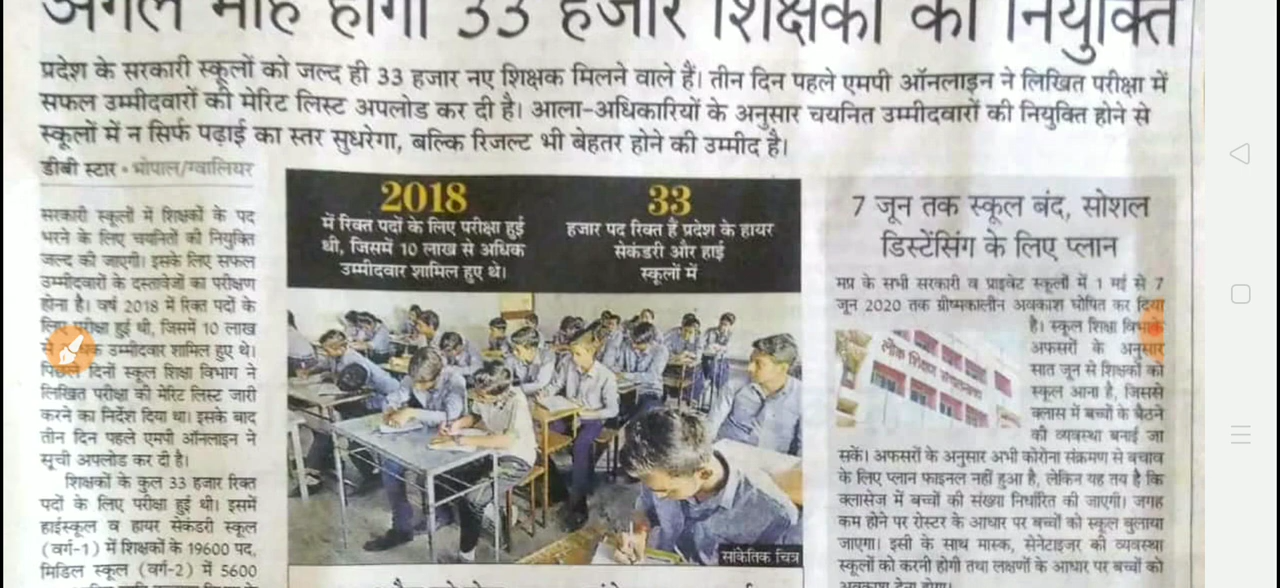 अगले माह होगी 33 हजार शिक्षकों की नियुक्ति
प्रदेश के सरकारी स्कूलों को जल्द ही 33 हजार नए शिक्षक मिलने वाले हैं। तीन दिन पहले एमपी ऑनलाइन ने लिखित परीक्षा में
सफल उम्मीदवारों की मेरिट लिस्ट अपलोड कर दी है। आला-अधिकारियों के अनुसार चयनित उम्मीदवारों की नियुक्ति होने से
स्कूलों में न सिर्फ पढ़ाई का स्तर सुधरेगा, बल्कि रिजल्ट भी बेहतर होने की उम्मीद है।
डीबी स्टार • भोपाल/ग्वालियर
सरकारी स्कूलों में शिक्षकों के पद
भरने के लिए चयनितों की नियुक्ति
जल्द की जाएगी। इसके लिए सफल
उम्मीदवारों के दस्तावेजों का परीक्षण
होना है। वर्ष 2018 में रिक्त पदों के
लिए परीक्षा हुई थी, जिसमें 10 लाख
से उम्मीदवार शामिल हुए थे।
पिछले दिनों स्कूल शिक्षा विभाग ने
लिखित परीक्षा की मेरिट लिस्ट जारी
करने का निर्देश दिया था। इसके बाद
तीन दिन पहले एमपी ऑनलाइन ने
सूची अपलोड कर दी है।
शिक्षकों के कुल 33 हजार रिक्त
पदों के लिए परीक्षा हुई थी। इसमें
हाईस्कूल व हायर सेकंडरी स्कूल
(वर्ग-1) में शिक्षकों के 19600 पद,
मिडिल स्कूल (वर्ग-2) में 5600
2018
में रिक्त पदों के लिए परीक्षा हुई
थी, जिसमें 10 लाख से अधिक
उम्मीदवार शामिल हुए थे।
33
हजार पद रिक्त हैं प्रदेश के हायर
सेकंडरी और हाई
स्कूलों में
सांकेतिक चित्र
7 जून तक स्कूल बंद, सोशल
डिस्टेंसिंग के लिए प्लान
मप्र के सभी सरकारी व प्राइवेट स्कूलों में 1 मई से 7
जून 2020 तक ग्रीष्मकालीन अवकाश घोषित कर दिया
है। स्कूल शिक्षा विभाग के
अफसरों के अनुसार
सात जून से शिक्षकों को
स्कूल आना है, जिससे
क्लास में बच्चों के बैठने
की व्यवस्था बनाई जा
लोक शिक्षण संचालनालय
सकें। अफसरों के अनुसार अभी कोरोना संक्रमण से बचाव
के लिए प्लान फाइनल नहीं हुआ है, लेकिन यह तय है कि
क्लासेज में बच्चों की संख्या निर्धारित की जाएगी। जगह
कम होने पर रोस्टर के आधार पर बच्चों को स्कूल बुलाया
जाएगा। इसी के साथ मास्क, सेनेटाइजर की व्यवस्था
स्कूलों को करनी होगी तथा लक्षणों के आधार पर बच्चों को
अवकाश देना होगा।